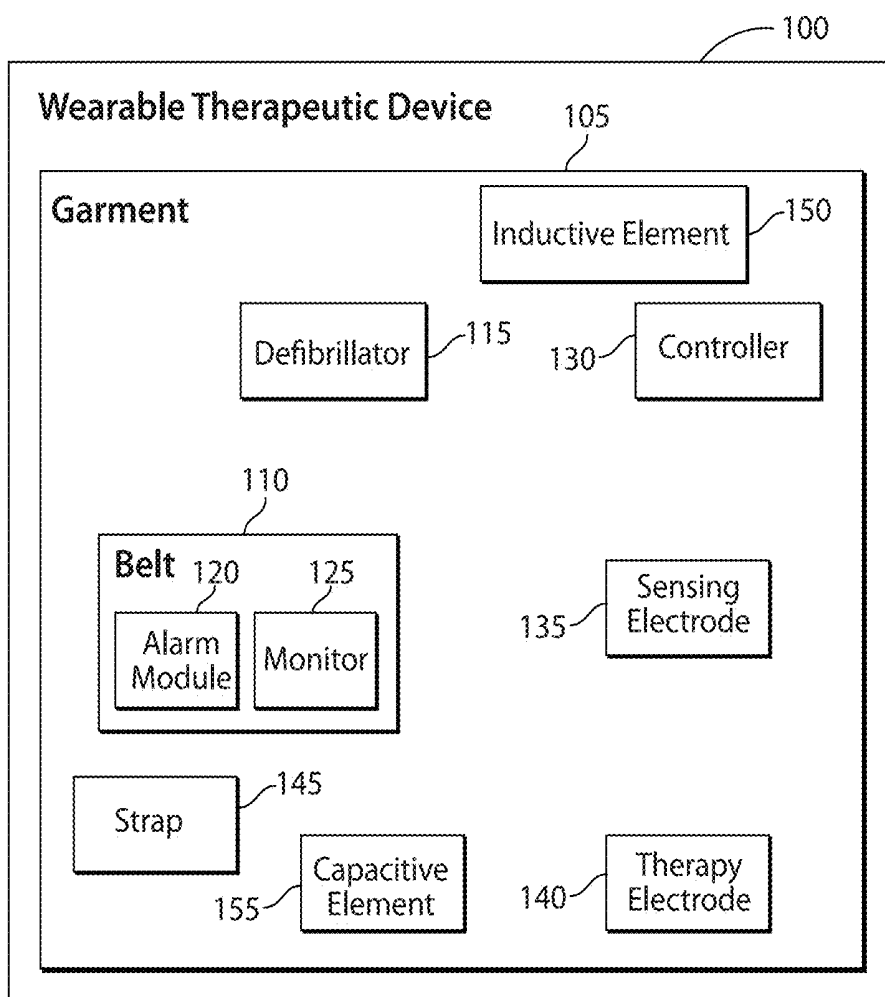 100
Wearable Therapeutic Device
105
Garment
Inductive Element
150
Defibrillator
115
130
Controller
110
Belt
120
125
Alarm
Module
Monitor
135
Sensing
Electrode
Strap
145
155
Capacitive
Element
140
Therapy
Electrode